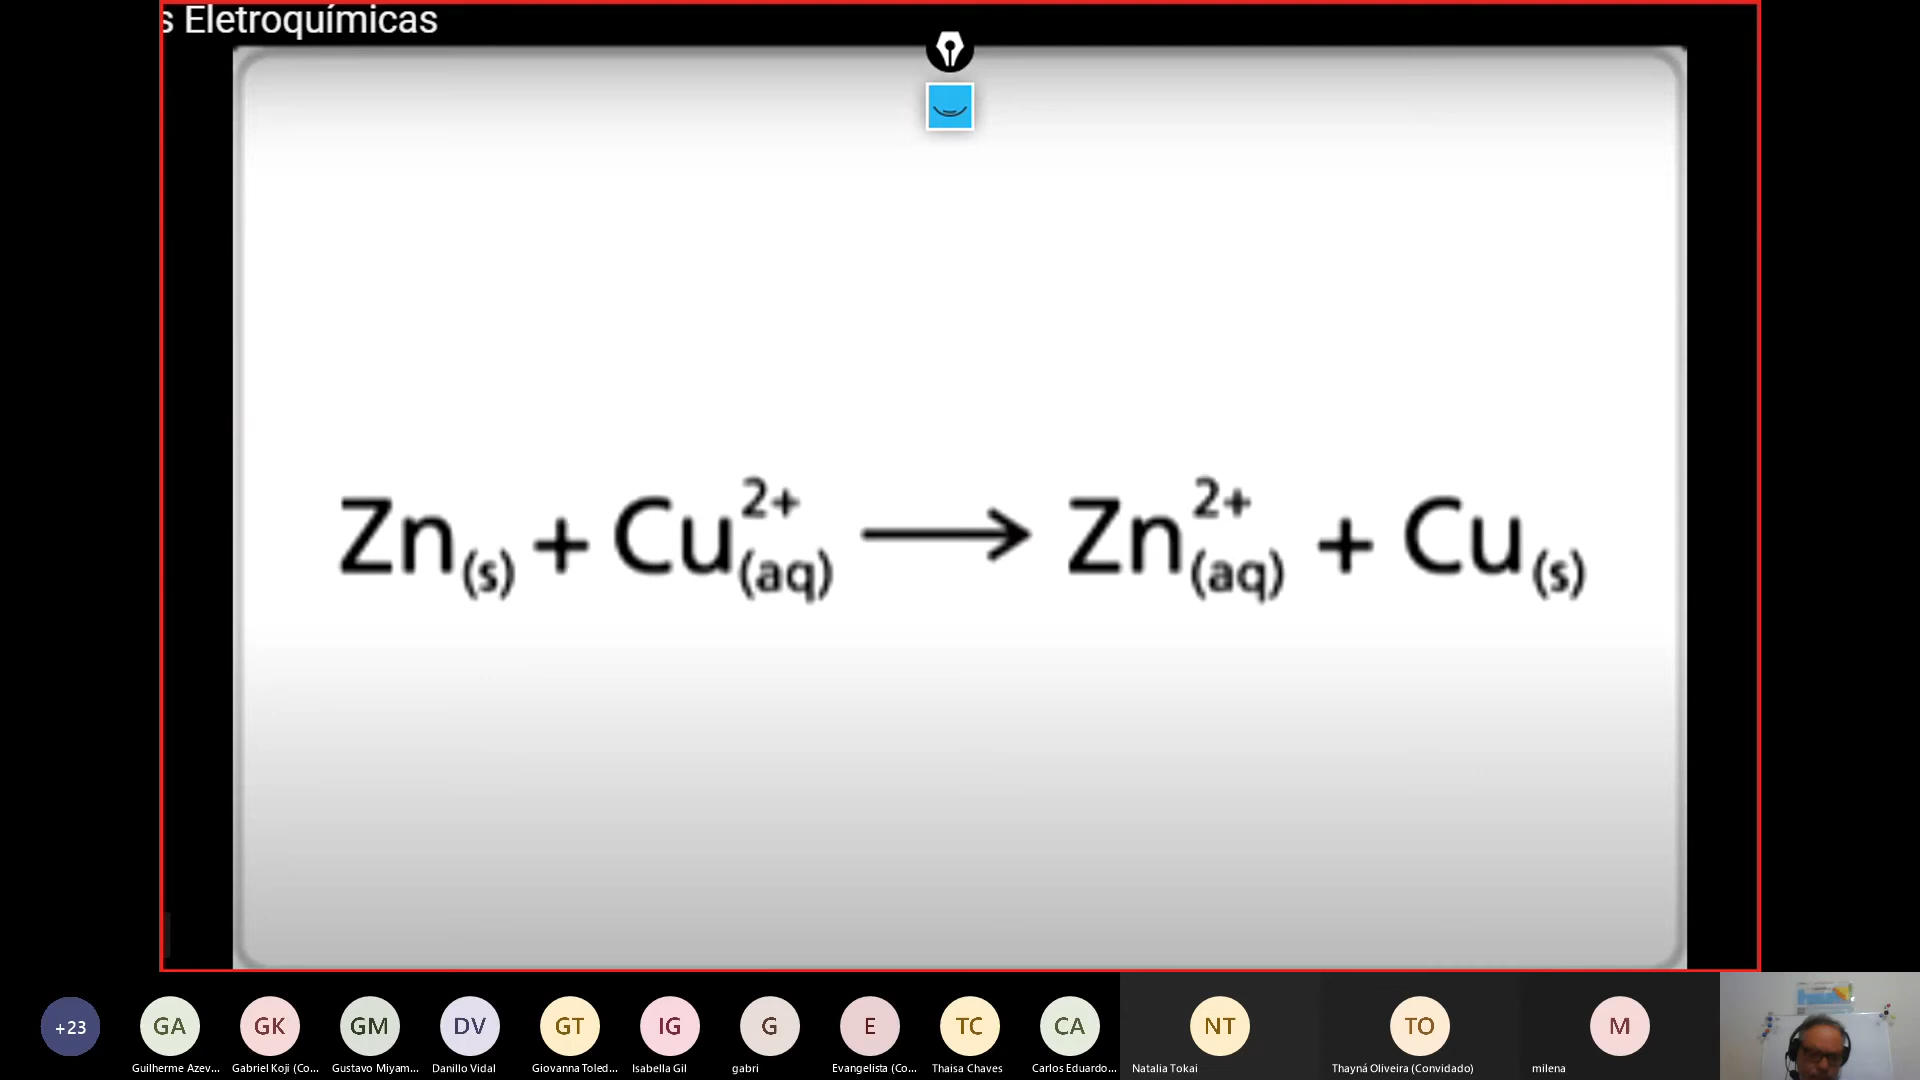 s Eletroquímicas
Zn(s) + Cu2+(aq) ⟶ Zn2+(aq) + Cu(s)
+23 GA GK GM DV GT IG G E TC CA NT TO M
Guilherme Azev... Gabriel Koji (Co... Gustavo Miyam... Danillo Vidal Giovanna Toled... Isabella Gil gabri Evangelista (Co... Thaisa Chaves Carlos Eduardo... Natalia Tokai Thayná Oliveira (Convidado) milena